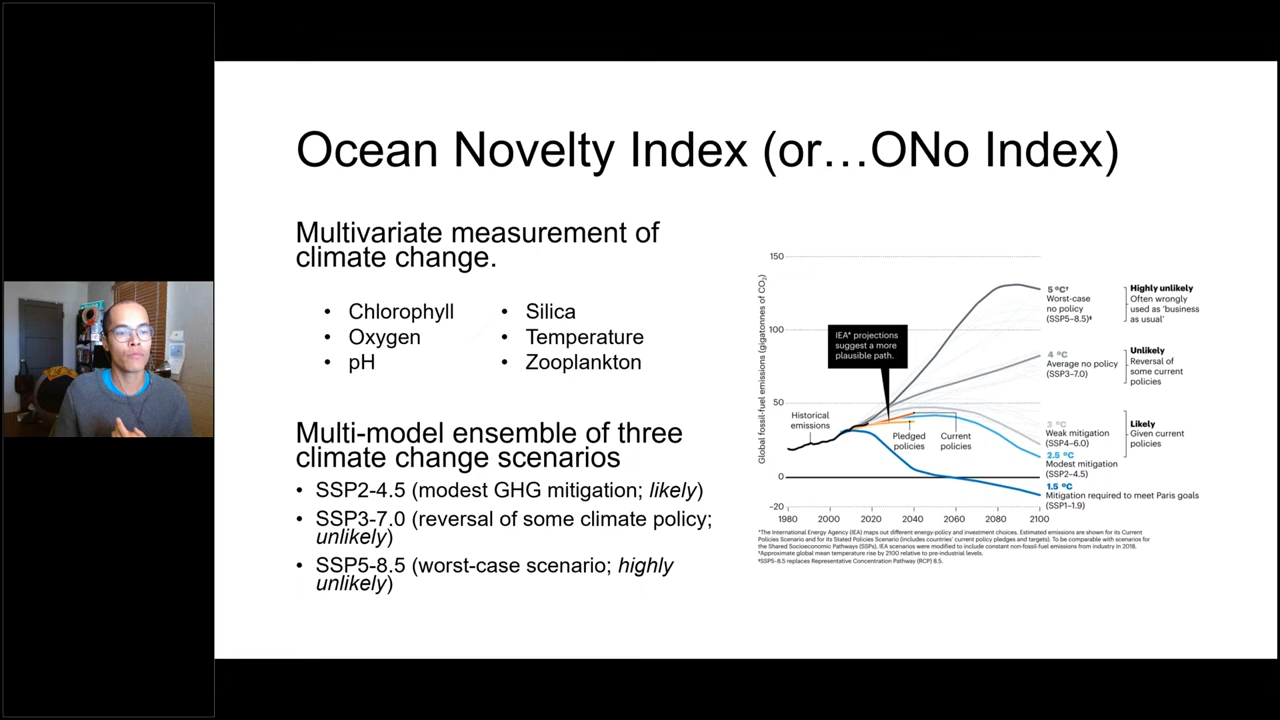 Ocean Novelty Index (or…ONo Index)
Multivariate measurement of
climate change.
• Chlorophyll
• Oxygen
• pH
• Silica
• Temperature
• Zooplankton
Multi-model ensemble of three
climate change scenarios
• SSP2-4.5 (modest GHG mitigation; likely)
• SSP3-7.0 (reversal of some climate policy;
unlikely)
• SSP5-8.5 (worst-case scenario; highly
unlikely)
Global fossil-fuel emissions (gigatonnes of CO₂)
150
100
50
0
–20
1980
2000
2020
2040
2060
2080
2100
IEA* projections
suggest a more
plausible path.
Historical
emissions
Pledged
policies
Current
policies
5 ºC†
Worst-case
no policy
(SSP5–8.5)‡
Highly unlikely
Often wrongly
used as ‘business
as usual’
4 ºC
Average no policy
(SSP3–7.0)
Unlikely
Reversal of
some current
policies
3 ºC
Weak mitigation
(SSP4–6.0)
2.5 ºC
Modest mitigation
(SSP2–4.5)
Likely
Given current
policies
1.5 ºC
Mitigation required to meet Paris goals
(SSP1–1.9)
*The International Energy Agency (IEA) maps out different energy-policy and investment choices. Estimated emissions are shown for its Current
Policies Scenario and for its Stated Policies Scenario (includes countries’ current policy pledges and targets). To be comparable with scenarios for
the Shared Socioeconomic Pathways (SSPs), IEA scenarios were modified to include constant non-fossil-fuel emissions from industry in 2018.
†Approximate global mean temperature rise by 2100 relative to pre-industrial levels.
‡SSP5–8.5 replaces Representative Concentration Pathway (RCP) 8.5.